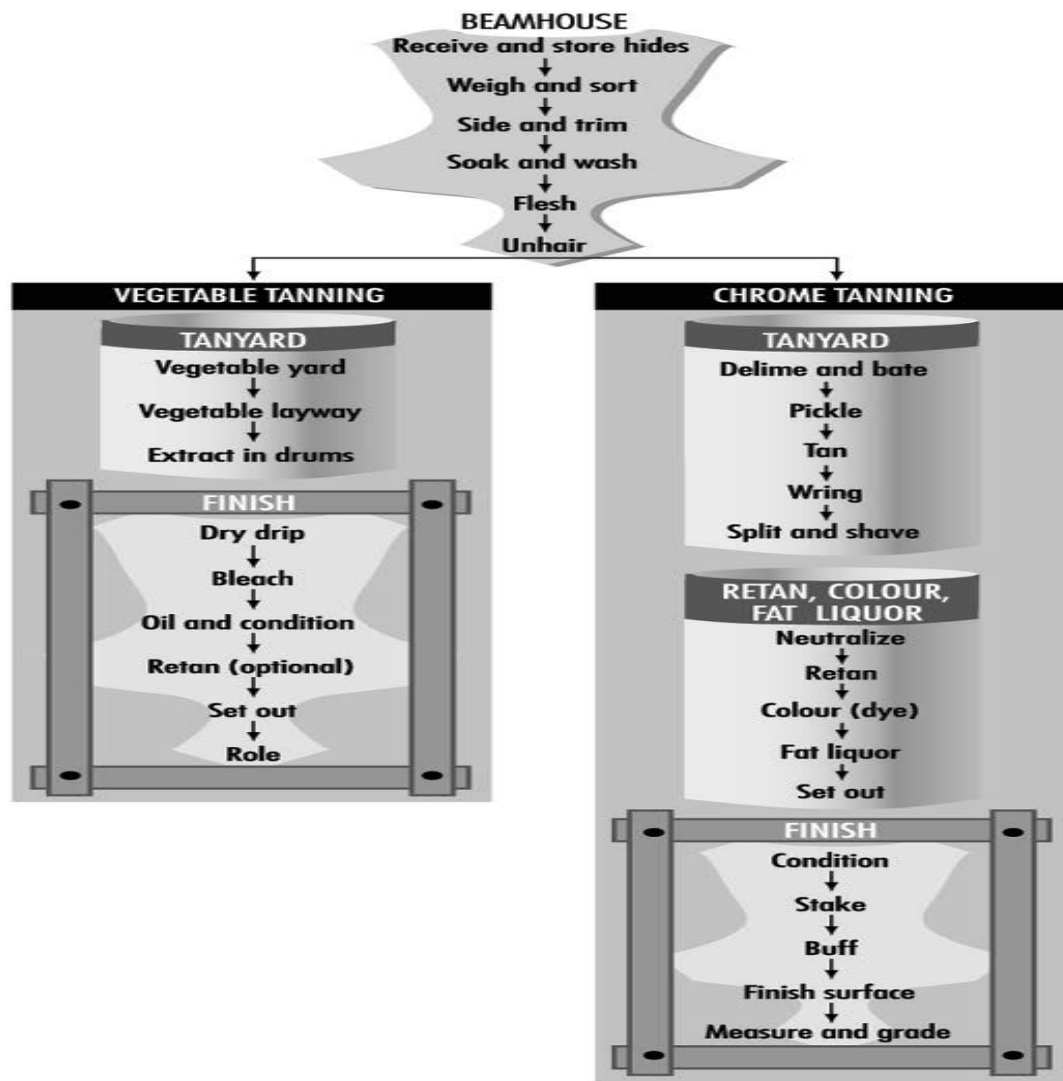 BEAMHOUSE
Receive and store hides
Weigh and sort
Side and trim
Soak and wash
Flesh
Unhair
VEGETABLE TANNING
TANYARD
Vegetable yard
Vegetable layway
Extract in drums
FINISH
Dry drip
Bleach
Oil and condition
Retan (optional)
Set out
Role
CHROME TANNING
TANYARD
Delime and bate
Pickle
Tan
Wring
Split and shave
RETAN, COLOUR,
FAT LIQUOR
Neutralize
Retan
Colour (dye)
Fat liquor
Set out
FINISH
Condition
Stake
Buff
Finish surface
Measure and grade